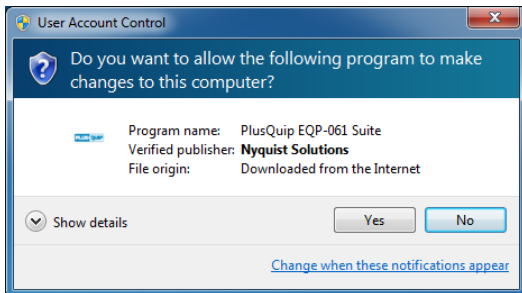 User Account Control
Do you want to allow the following program to make
changes to this computer?
PLUS QUIP
Program name: PlusQuip EQP-061 Suite
Verified publisher: Nyquist Solutions
File origin: Downloaded from the Internet
Show details
Yes
No
Change when these notifications appear